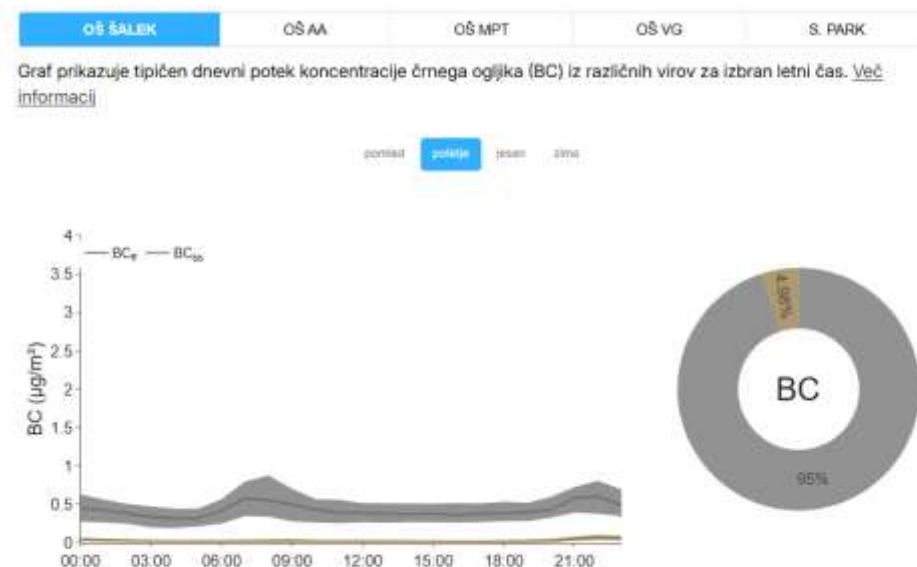 OŠ ŠALEK
OŠ AA
OŠ MPT
OŠ VG
S. PARK
Graf prikazuje tipičen dnevni potek koncentracije črnega ogljika (BC) iz različnih virov za izbran letni čas. Več
informacij
pomlad
poletje
jesen
zima
4
BCff
BCbb
3.5
3
2.5
2
1.5
1
0.5
0
BC (µg/m³)
00:00
03:00
06:00
09:00
12:00
15:00
18:00
21:00
4.98%
BC
95%